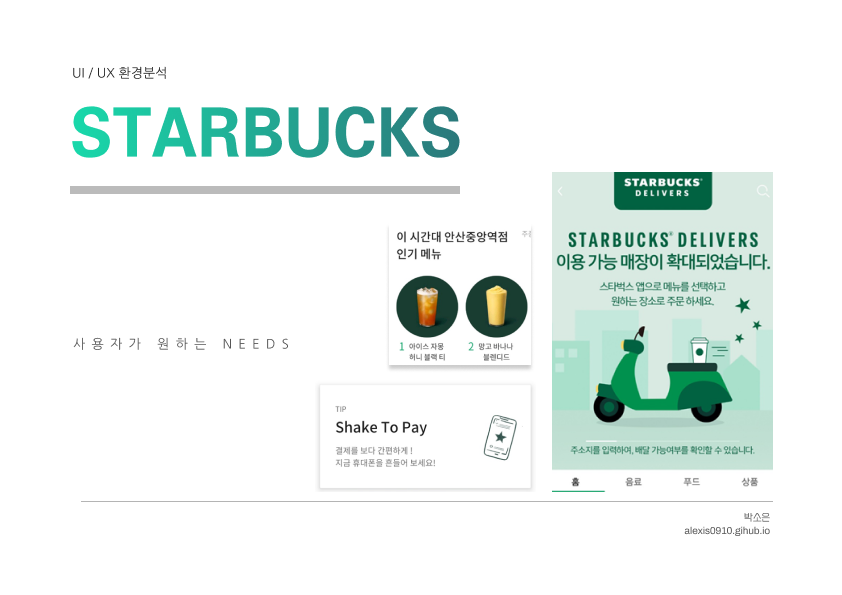 UI / UX 환경분석
STARBUCKS
사용자가 원하는 NEEDS
이 시간대 안산중앙역점
인기 메뉴
1 아이스 자몽
허니 블랙 티
2 망고 바나나
블렌디드
TIP
Shake To Pay
결제를 보다 간편하게 !
지금 휴대폰을 흔들어 보세요!
STARBUCKS®
DELIVERS
STARBUCKS® DELIVERS
이용 가능 매장이 확대되었습니다.
스타벅스 앱으로 메뉴를 선택하고
원하는 장소로 주문 하세요.
주소지를 입력하여, 배달 가능여부를 확인할 수 있습니다.
홈 음료 푸드 상품
박소은
alexis0910.gihub.io